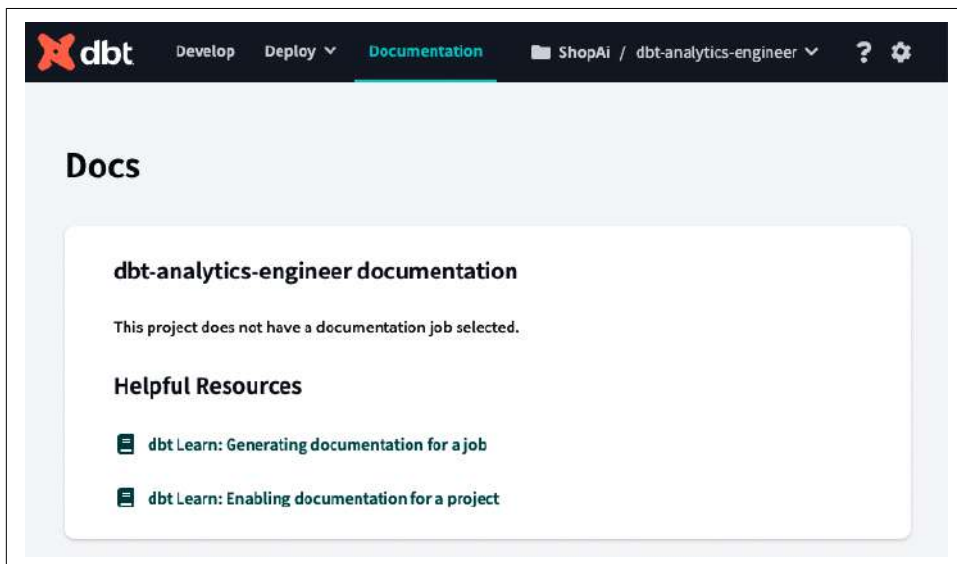 dbt Develop Deploy Documentation ShopAi / dbt-analytics-engineer ?
Docs
dbt-analytics-engineer documentation
This project does not have a documentation job selected.
Helpful Resources
dbt Learn: Generating documentation for a job
dbt Learn: Enabling documentation for a project